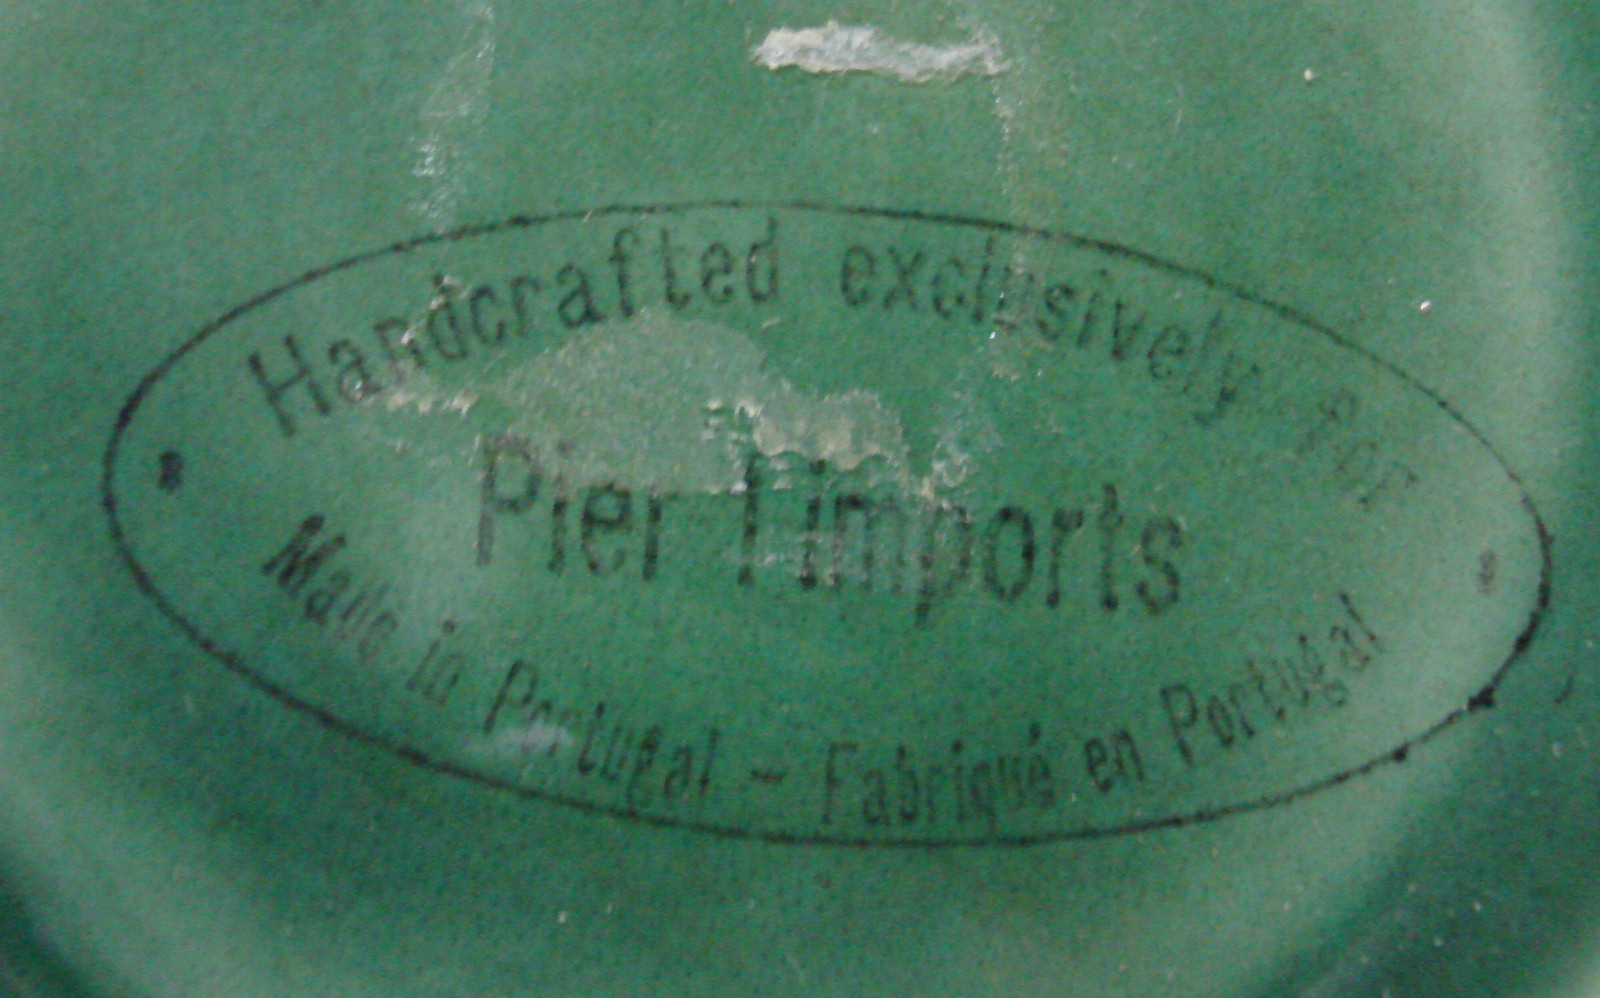 Handcrafted exclusively for
Pier 1 imports
Made in Portugal - Fabriqué en Portugal